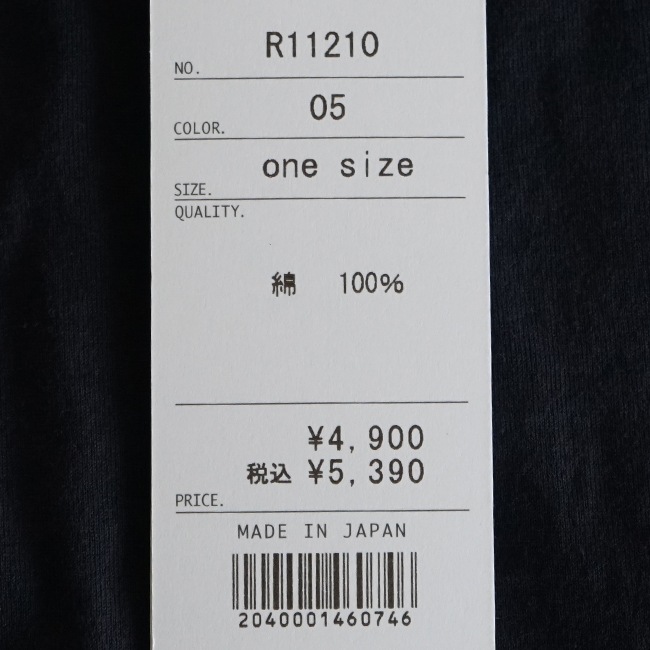 R11210
NO.
05
COLOR.
one size
SIZE.
QUALITY.
綿 100%
¥4,900
税込 ¥5,390
PRICE.
MADE IN JAPAN
2040001460746